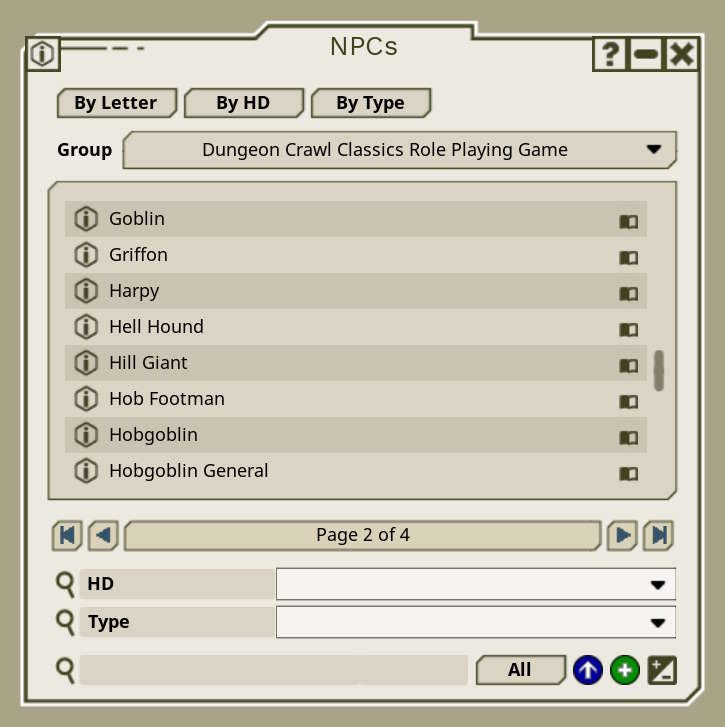 NPCs
By Letter By HD By Type
Group Dungeon Crawl Classics Role Playing Game
Goblin
Griffon
Harpy
Hell Hound
Hill Giant
Hob Footman
Hobgoblin
Hobgoblin General
Page 2 of 4
HD
Type
All